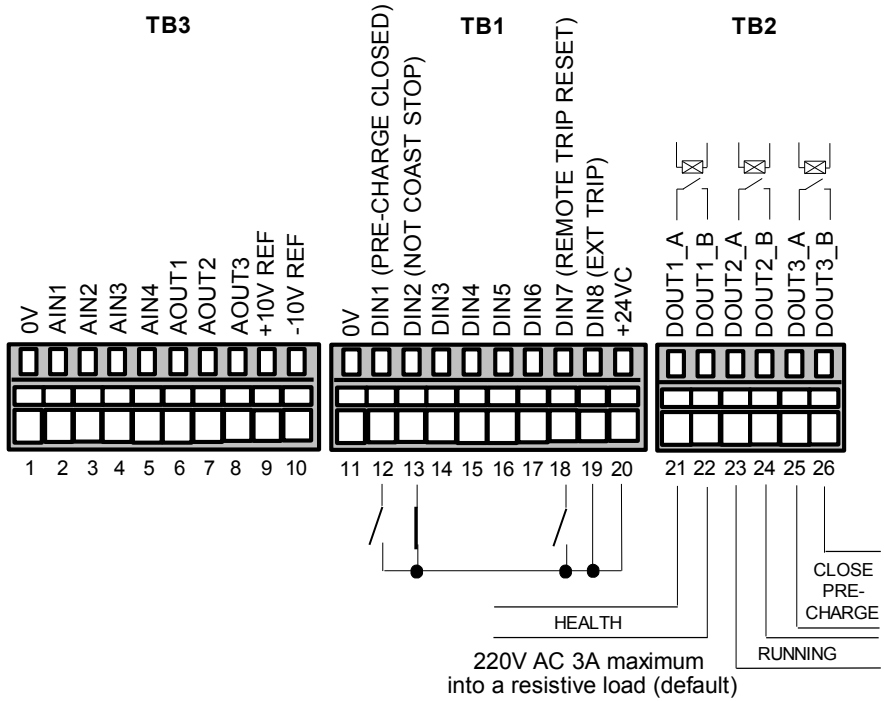 TB3
TB1
TB2
0V
AIN1
AIN2
AIN3
AIN4
AOUT1
AOUT2
AOUT3
+10V REF
-10V REF
0V
DIN1 (PRE-CHARGE CLOSED)
DIN2 (NOT COAST STOP)
DIN3
DIN4
DIN5
DIN6
DIN7 (REMOTE TRIP RESET)
DIN8 (EXT TRIP)
+24VC
DOUT1_A
DOUT1_B
DOUT2_A
DOUT2_B
DOUT3_A
DOUT3_B
1 2 3 4 5 6 7 8 9 10
11 12 13 14 15 16 17 18 19 20
21 22 23 24 25 26
CLOSE
PRE-
CHARGE
HEALTH
RUNNING
220V AC 3A maximum
into a resistive load (default)